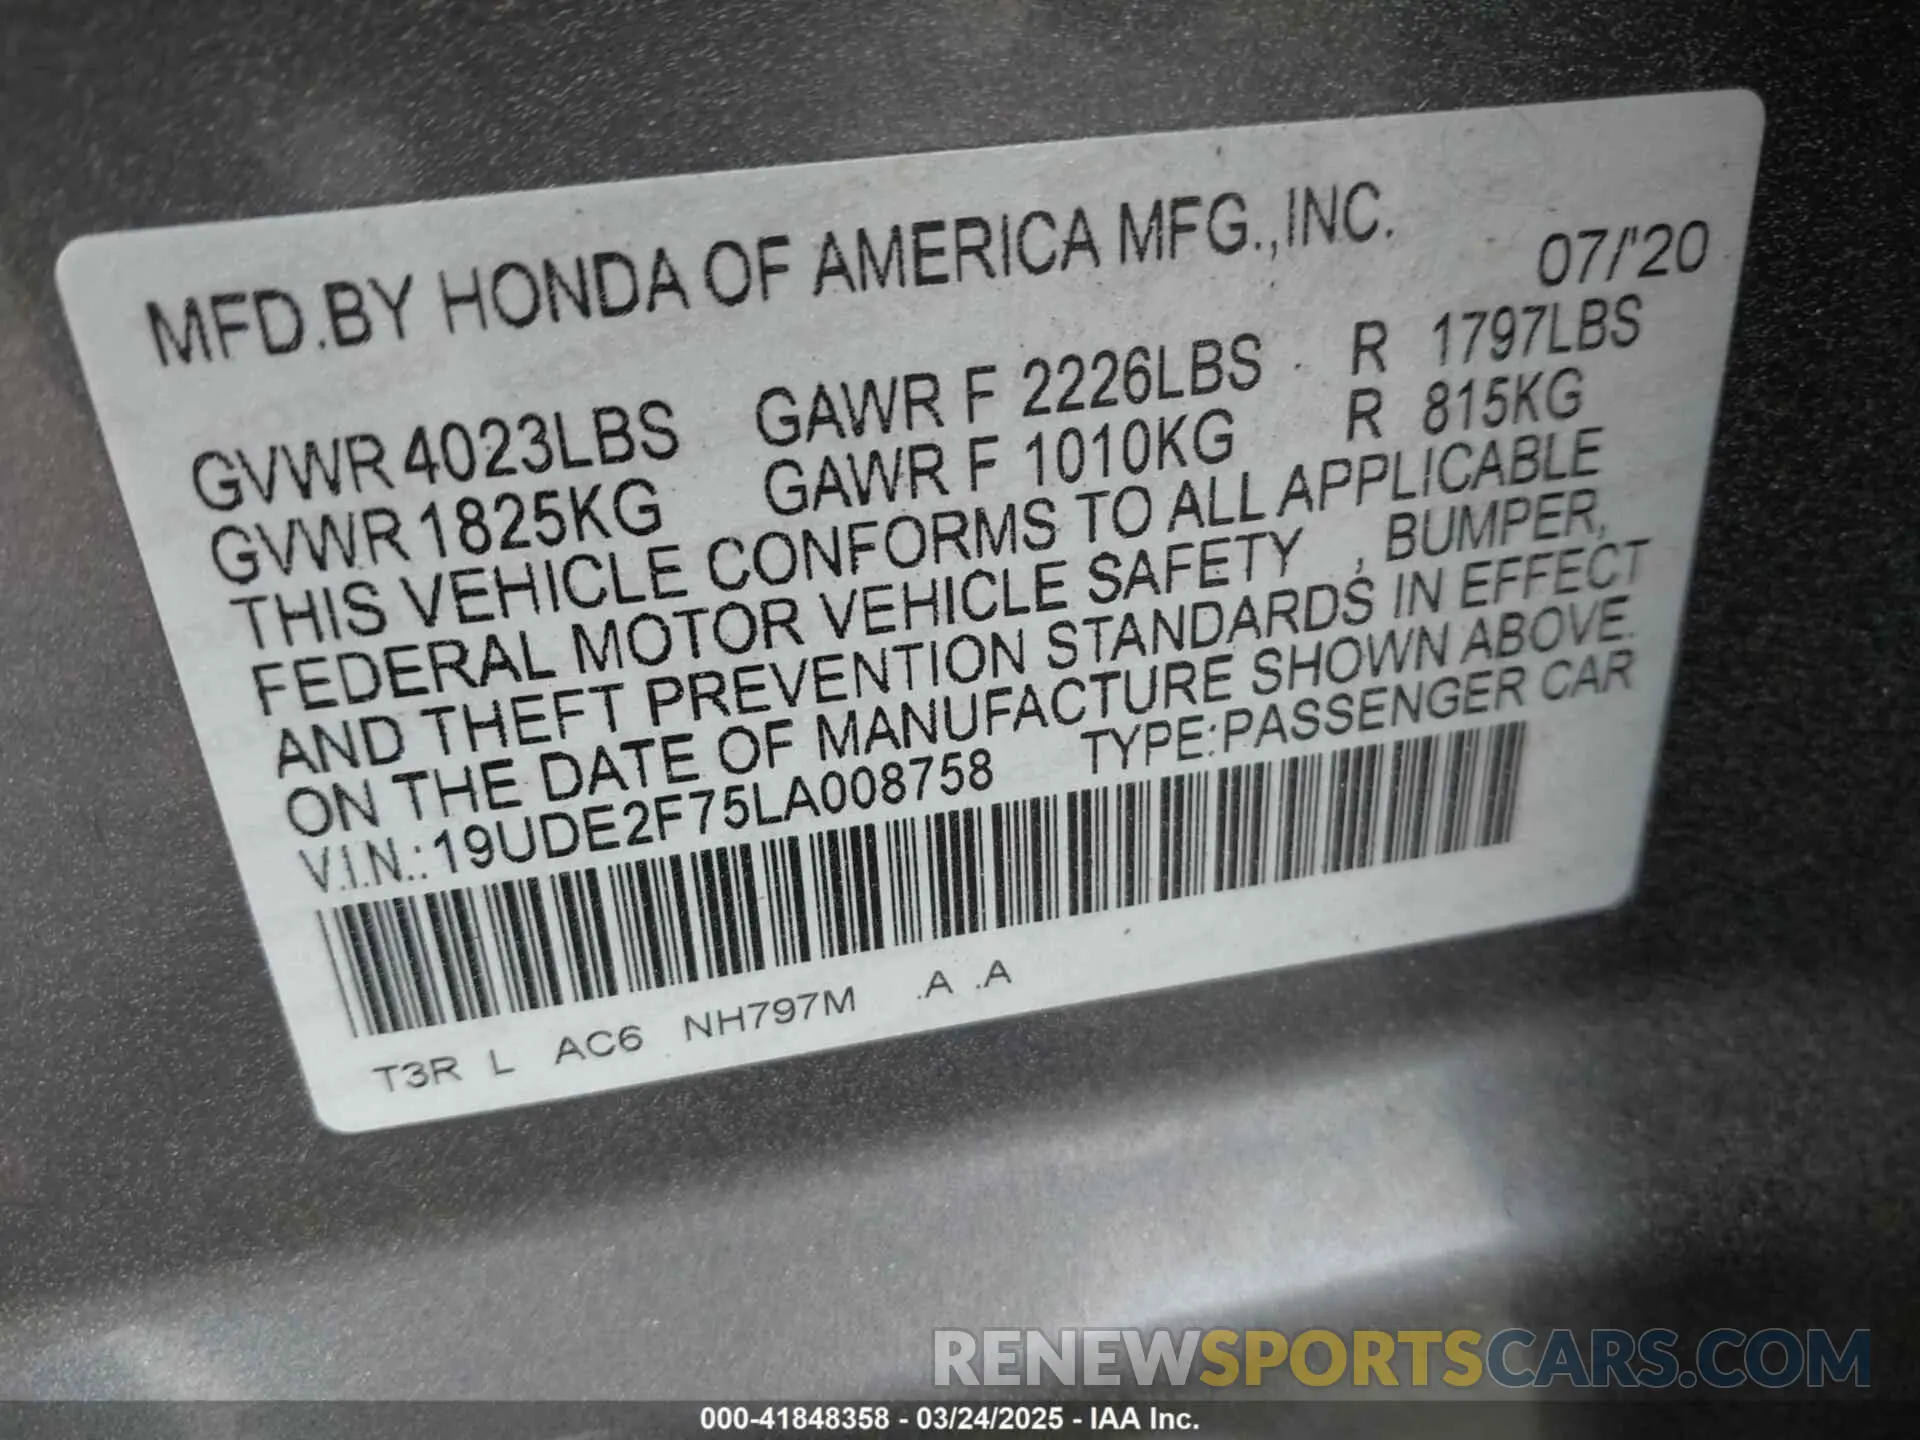 MFD.BY HONDA OF AMERICA MFG.,INC. 07/'20
GVWR 4023LBS GAWR F 2226LBS R 1797LBS
GVWR 1825KG GAWR F 1010KG R 815KG
THIS VEHICLE CONFORMS TO ALL APPLICABLE
FEDERAL MOTOR VEHICLE SAFETY , BUMPER,
AND THEFT PREVENTION STANDARDS IN EFFECT
ON THE DATE OF MANUFACTURE SHOWN ABOVE.
V.I.N.: 19UDE2F75LA008758 TYPE:PASSENGER CAR
T3R L AC6 NH797M .A .A
RENEWSPORTSCARS.COM
000-41848358 - 03/24/2025 - IAA Inc.